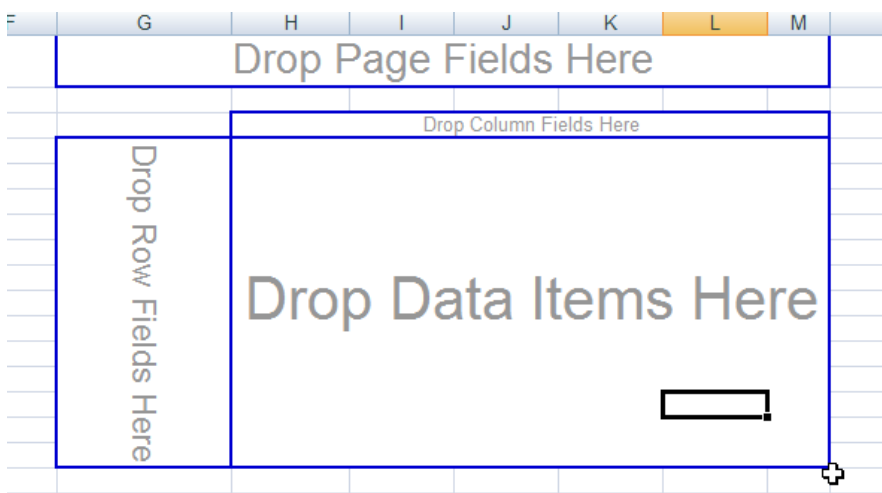 F G H I J K L M
Drop Page Fields Here
Drop Column Fields Here
Drop Row Fields Here
Drop Data Items Here